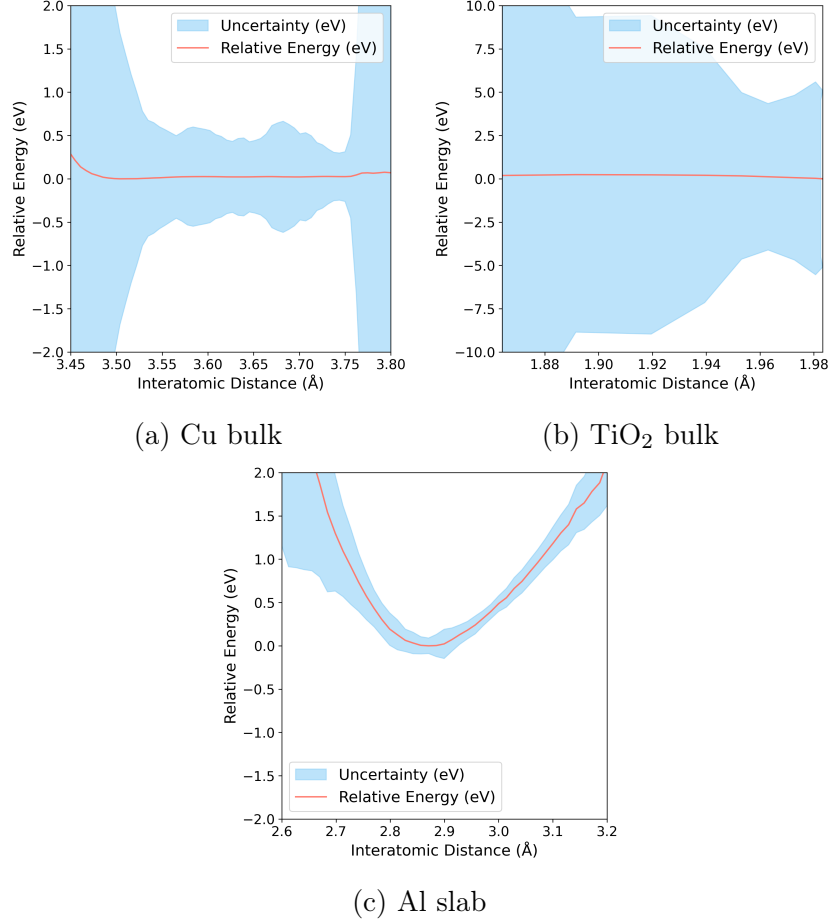 2.0
1.5
1.0
0.5
0.0
−0.5
−1.0
−1.5
−2.0
Relative Energy (eV)
Uncertainty (eV)
Relative Energy (eV)
3.45 3.50 3.55 3.60 3.65 3.70 3.75 3.80
Interatomic Distance (Å)
(a) Cu bulk
10.0
7.5
5.0
2.5
0.0
−2.5
−5.0
−7.5
−10.0
Relative Energy (eV)
Uncertainty (eV)
Relative Energy (eV)
1.88 1.90 1.92 1.94 1.96 1.98
Interatomic Distance (Å)
(b) TiO₂ bulk
2.0
1.5
1.0
0.5
0.0
−0.5
−1.0
−1.5
−2.0
Relative Energy (eV)
Uncertainty (eV)
Relative Energy (eV)
2.6 2.7 2.8 2.9 3.0 3.1 3.2
Interatomic Distance (Å)
(c) Al slab